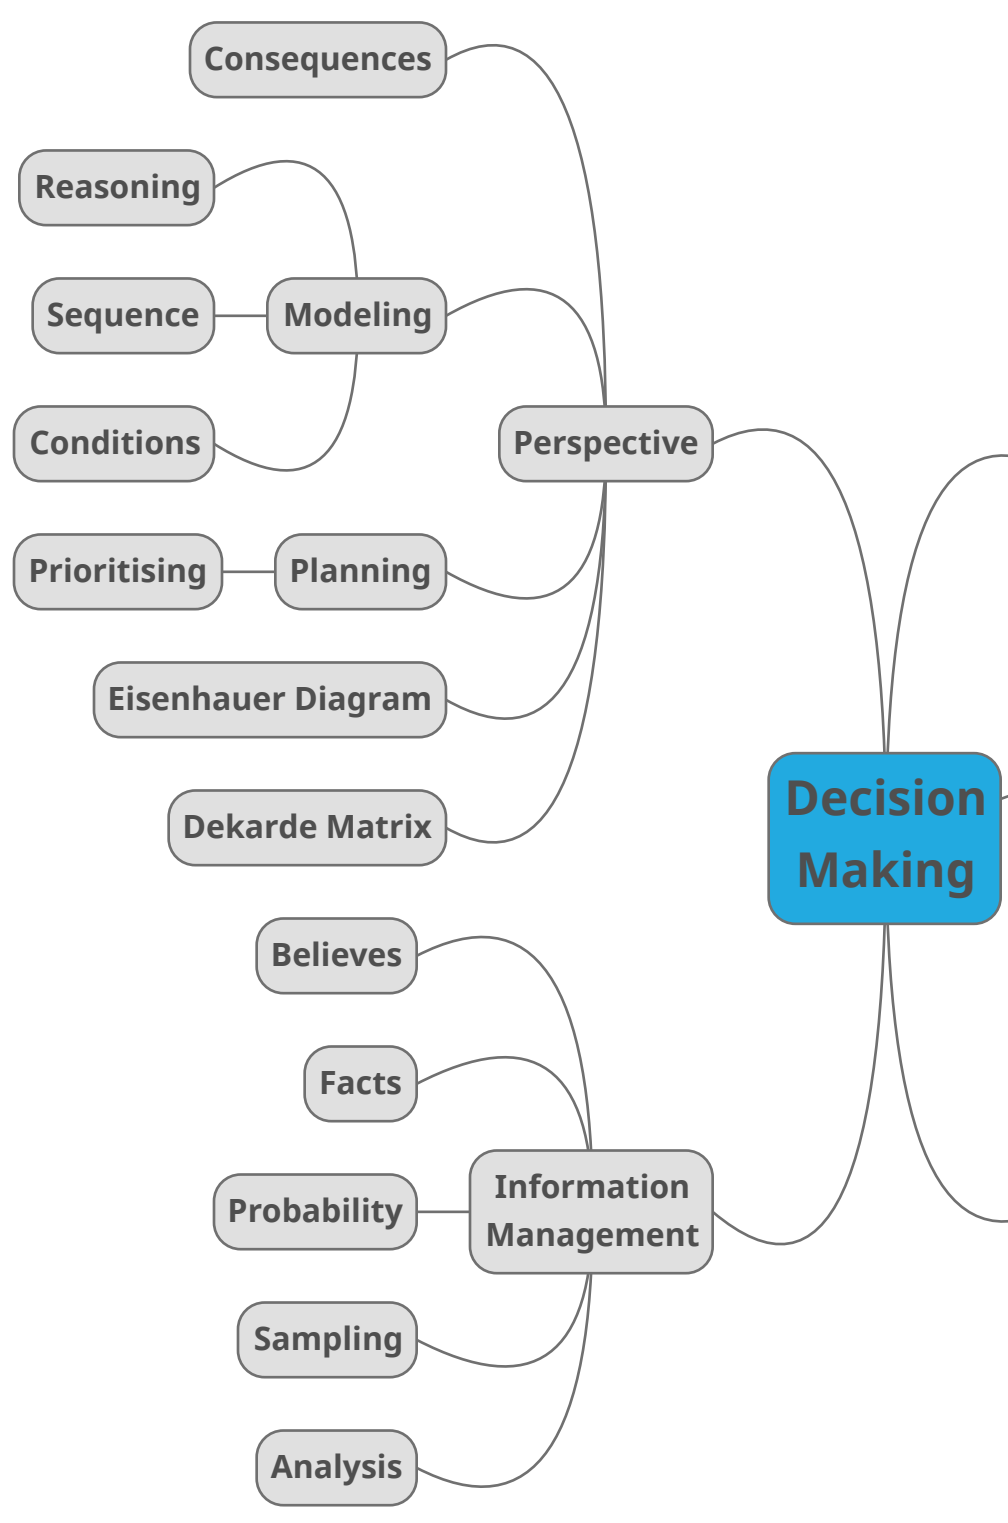 Consequences
Reasoning
Sequence
Modeling
Conditions
Perspective
Prioritising
Planning
Eisenhauer Diagram
Dekarde Matrix
Decision
Making
Believes
Facts
Probability
Information
Management
Sampling
Analysis